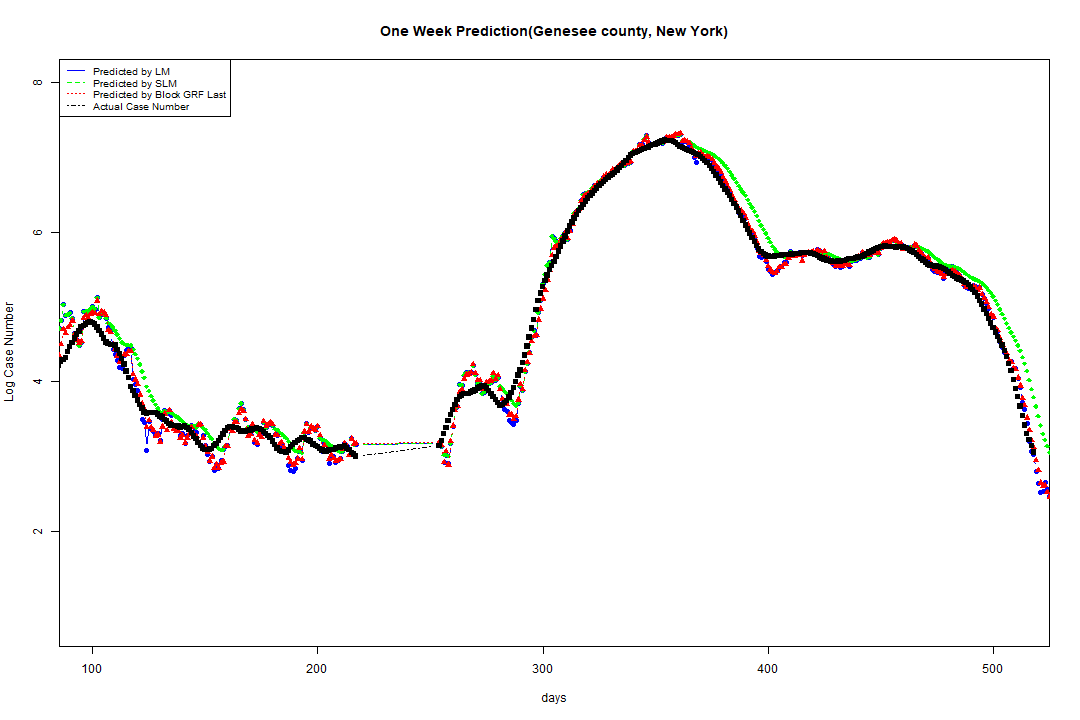 One Week Prediction(Genesee county, New York)
Predicted by LM
Predicted by SLM
Predicted by Block GRF Last
Actual Case Number
8
6
4
2
Log Case Number
100 200 300 400 500
days